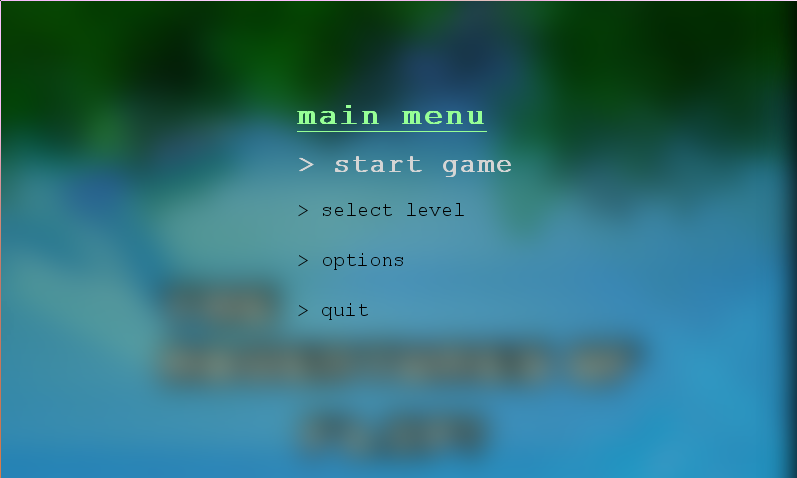 main menu
> start game
> select level
> options
> quit